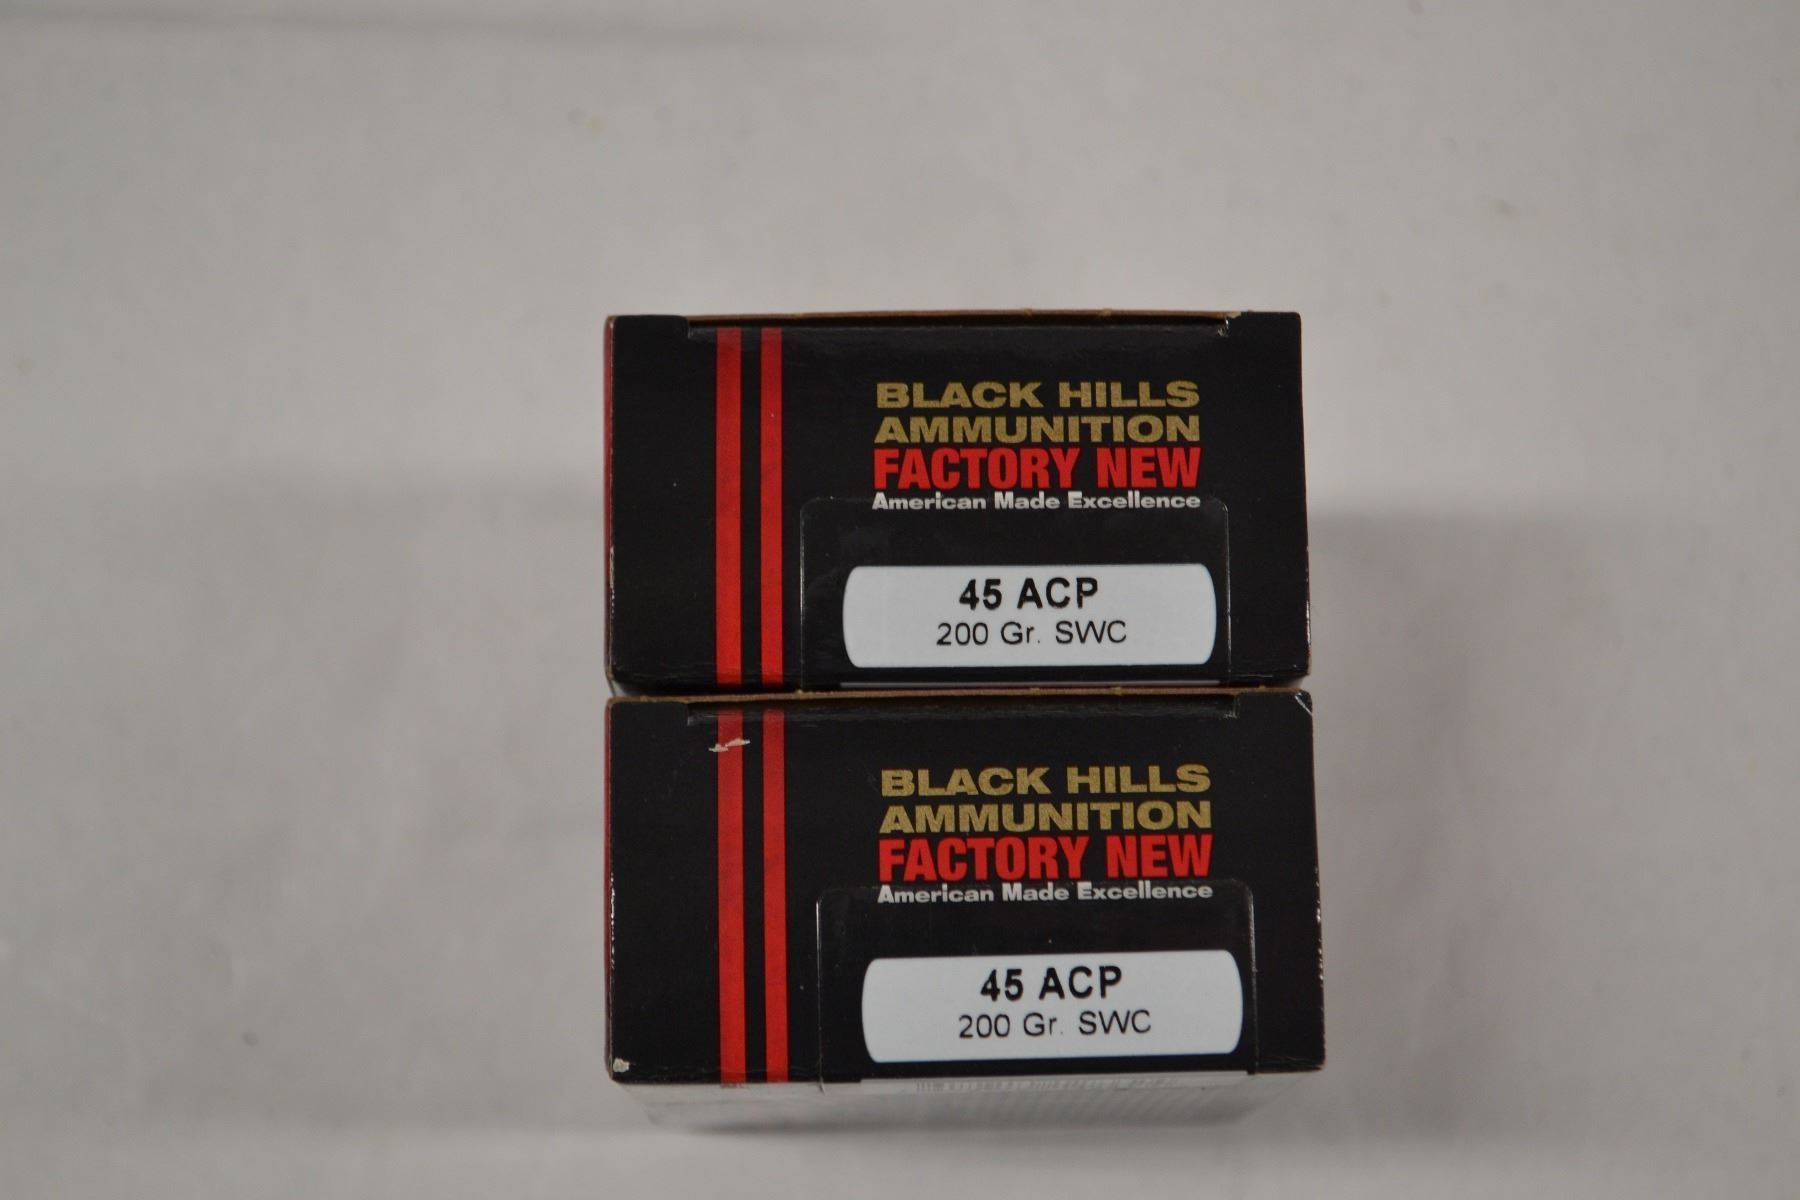 BLACK HILLS
AMMUNITION
FACTORY NEW
American Made Excellence
45 ACP
200 Gr. SWC
BLACK HILLS
AMMUNITION
FACTORY NEW
American Made Excellence
45 ACP
200 Gr. SWC